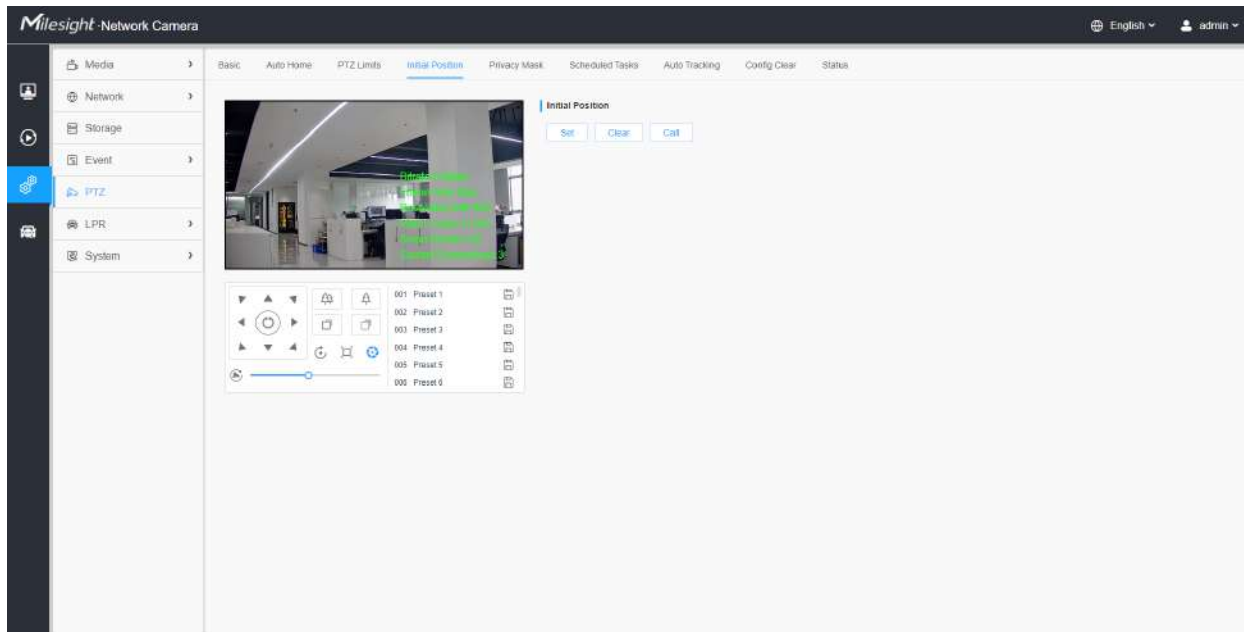 Milesight·Network Camera
English
admin
Media
Network
Storage
Event
PTZ
LPR
System
Basic Auto Home PTZ Limits Initial Position Privacy Mask Scheduled Tasks Auto Tracking Config Clear Status
Initial Position
Set Clear Call
001 Preset 1
002 Preset 2
003 Preset 3
004 Preset 4
005 Preset 5
006 Preset 6